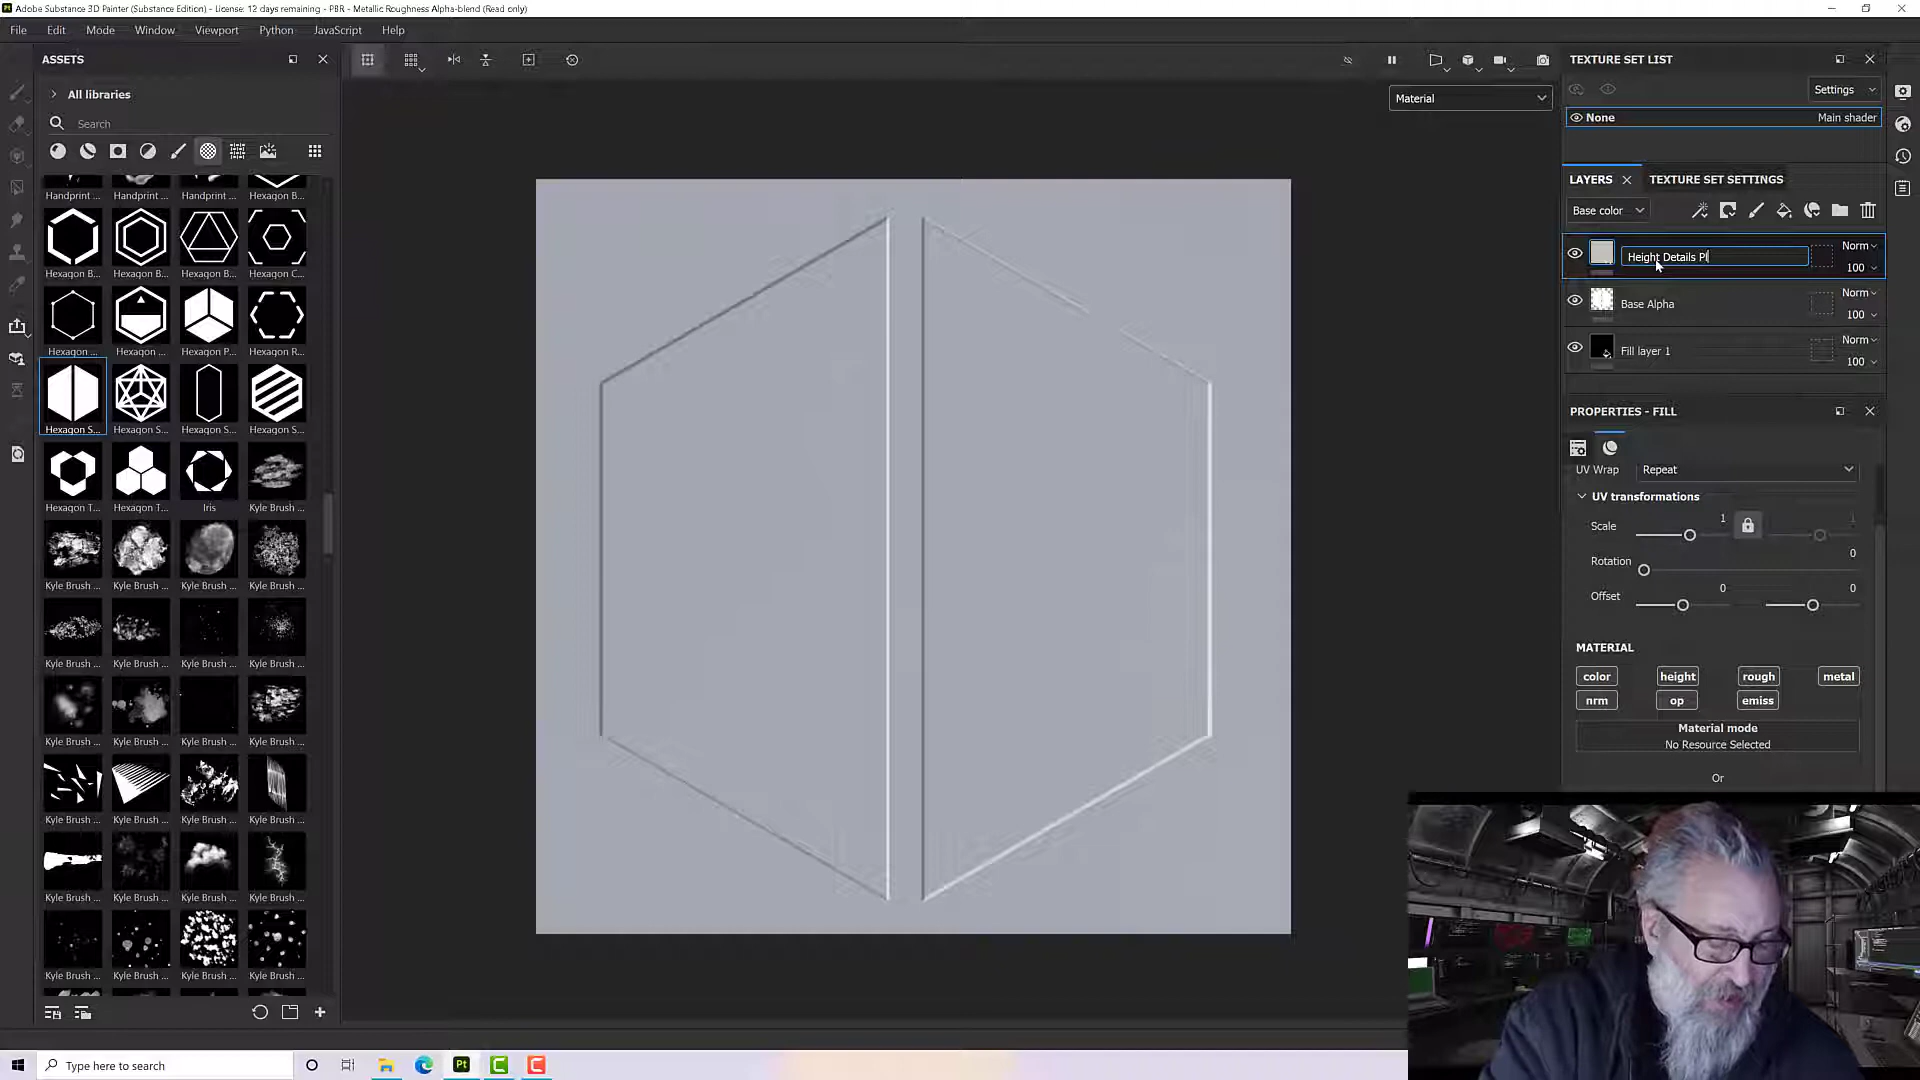 Adobe Substance 3D Painter (Substance Edition) - License: 12 days remaining - PBR - Metallic Roughness Alpha-blend (Read only)
File Edit Mode Window Viewport Python JavaScript Help
ASSETS
All libraries
Search
Handprint ... Handprint ... Handprint ... Hexagon B...
Hexagon B... Hexagon B... Hexagon B... Hexagon C...
Hexagon ... Hexagon ... Hexagon P... Hexagon R...
Hexagon S... Hexagon S... Hexagon S... Hexagon S...
Hexagon T... Hexagon T... Iris Kyle Brush ...
Kyle Brush ... Kyle Brush ... Kyle Brush ... Kyle Brush ...
Kyle Brush ... Kyle Brush ... Kyle Brush ... Kyle Brush ...
Kyle Brush ... Kyle Brush ... Kyle Brush ... Kyle Brush ...
Kyle Brush ... Kyle Brush ... Kyle Brush ... Kyle Brush ...
Kyle Brush ... Kyle Brush ... Kyle Brush ... Kyle Brush ...
Kyle Brush ... Kyle Brush ... Kyle Brush ... Kyle Brush ...
Material
TEXTURE SET LIST
Settings
None Main shader
LAYERS TEXTURE SET SETTINGS
Base color
Height Details Pl Norm
100
Base Alpha Norm
100
Fill layer 1 Norm
100
PROPERTIES - FILL
UV Wrap Repeat
UV transformations
Scale 1 1
Rotation 0
Offset 0 0
MATERIAL
color height rough metal
nrm op emiss
Material mode
No Resource Selected
Or
Type here to search
Pt